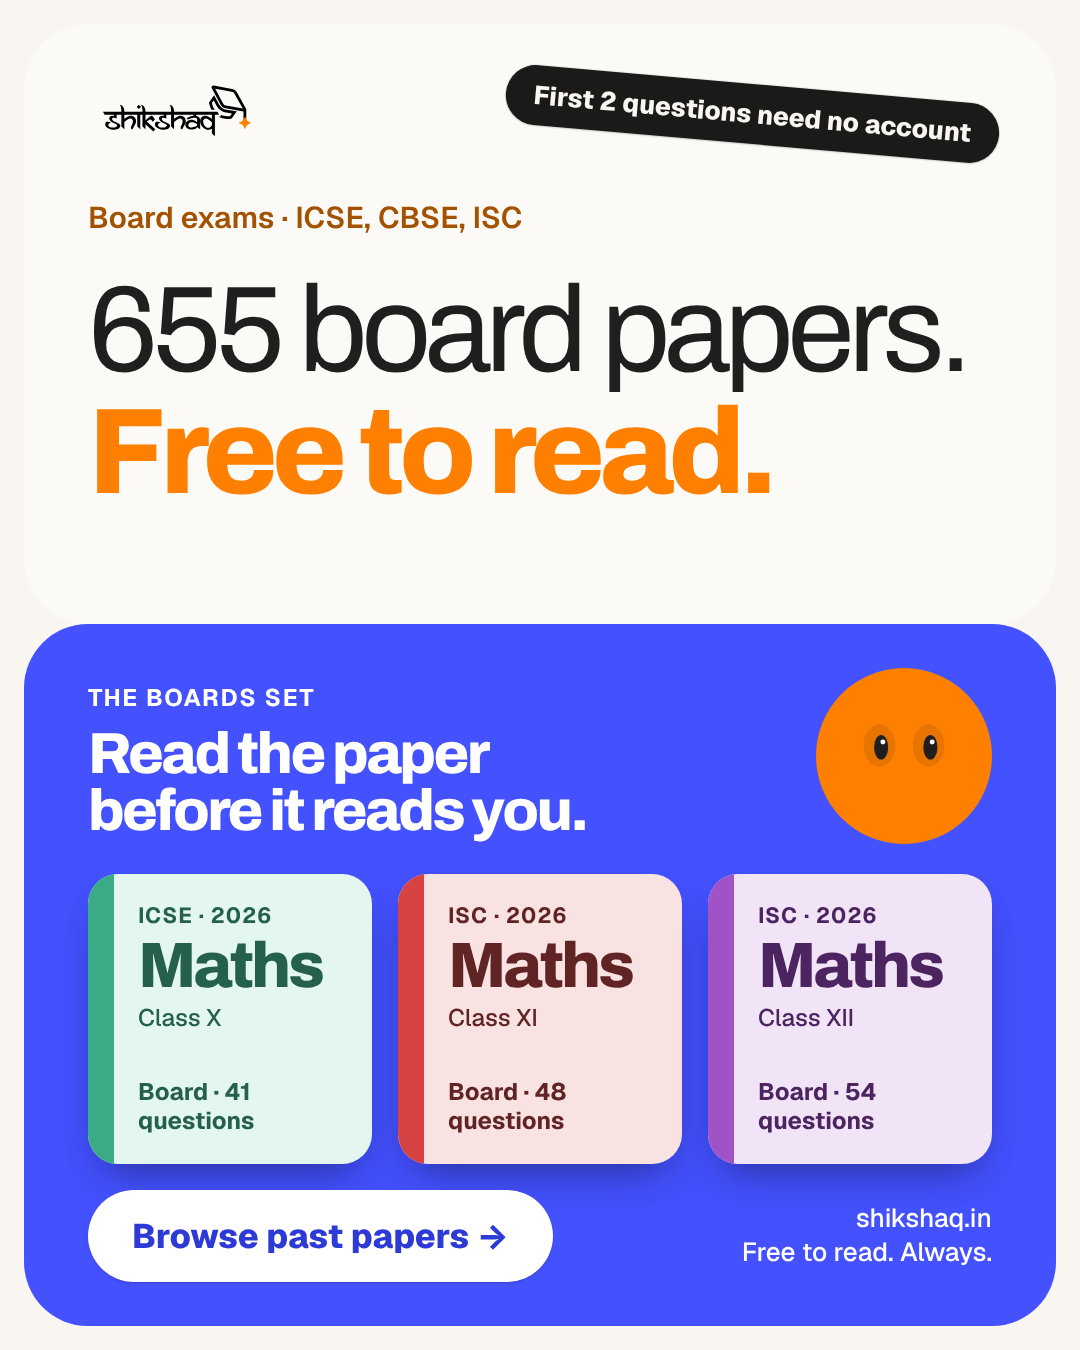 shikshaq
First 2 questions need no account
Board exams · ICSE, CBSE, ISC
655 board papers.
Free to read.
THE BOARDS SET
Read the paper
before it reads you.
ICSE · 2026
Maths
Class X
Board · 41
questions
ISC · 2026
Maths
Class XI
Board · 48
questions
ISC · 2026
Maths
Class XII
Board · 54
questions
Browse past papers →
shikshaq.in
Free to read. Always.